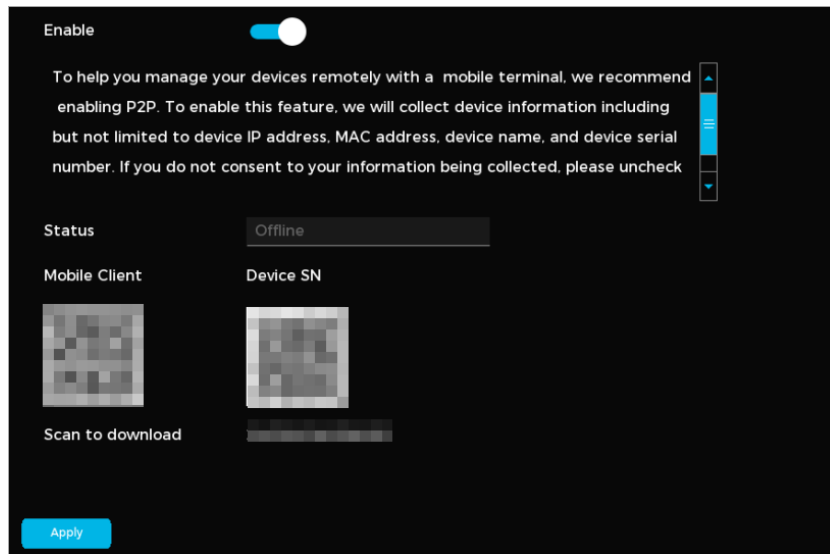 Enable
To help you manage your devices remotely with a mobile terminal, we recommend
enabling P2P. To enable this feature, we will collect device information including
but not limited to device IP address, MAC address, device name, and device serial
number. If you do not consent to your information being collected, please uncheck
Status
Offline
Mobile Client
Device SN
Scan to download
Apply